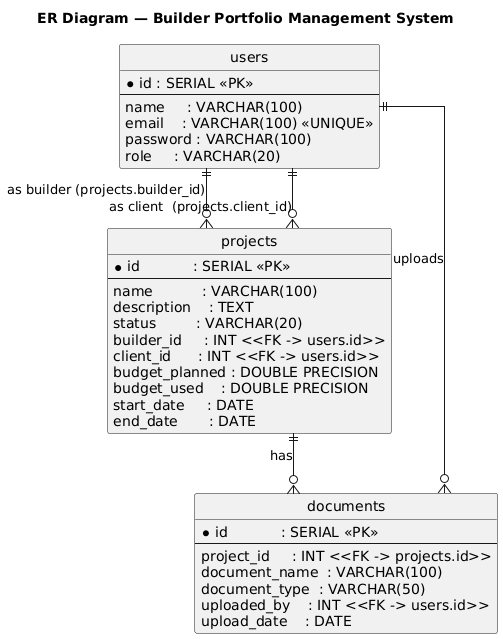 ER Diagram — Builder Portfolio Management System
users
id : SERIAL «PK»
name : VARCHAR(100)
email : VARCHAR(100) «UNIQUE»
password : VARCHAR(100)
role : VARCHAR(20)
as builder (projects.builder_id)
as client (projects.client_id)
projects
id : SERIAL «PK»
name : VARCHAR(100)
description : TEXT
status : VARCHAR(20)
builder_id : INT <<FK -> users.id>>
client_id : INT <<FK -> users.id>>
budget_planned : DOUBLE PRECISION
budget_used : DOUBLE PRECISION
start_date : DATE
end_date : DATE
uploads
has
documents
id : SERIAL «PK»
project_id : INT <<FK -> projects.id>>
document_name : VARCHAR(100)
document_type : VARCHAR(50)
uploaded_by : INT <<FK -> users.id>>
upload_date : DATE